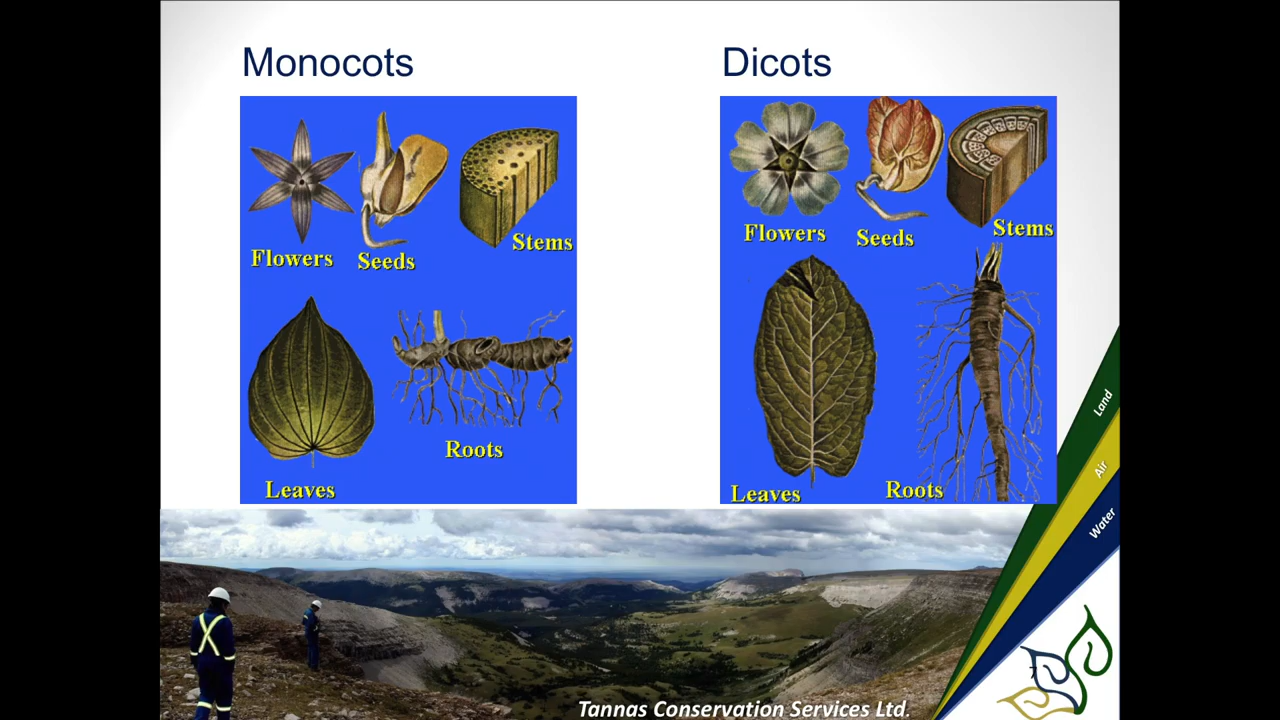 Monocots
Dicots
Flowers
Seeds
Stems
Leaves
Roots
Flowers
Seeds
Stems
Leaves
Roots
Land
Air
Water
Tannas Conservation Services Ltd.